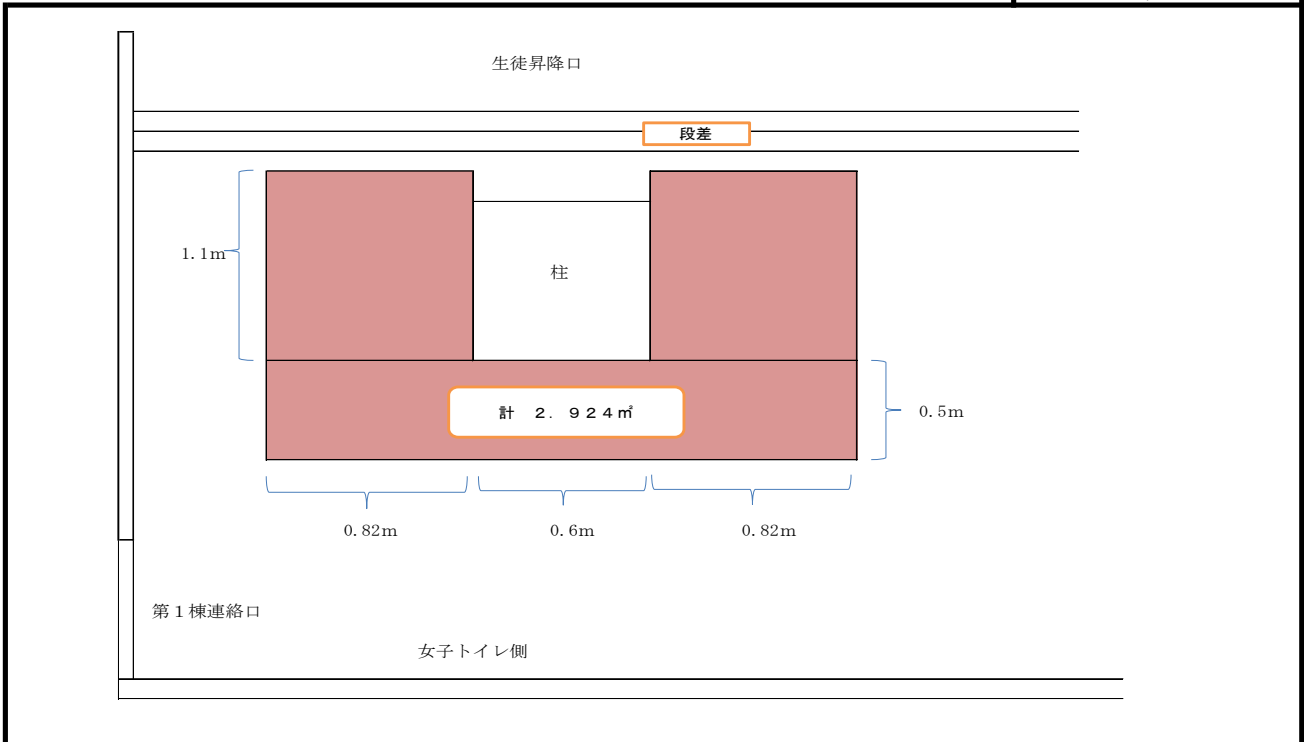 生徒昇降口
段差
1.1m
柱
計 2.924㎡
0.5m
0.82m
0.6m
0.82m
第1棟連絡口
女子トイレ側